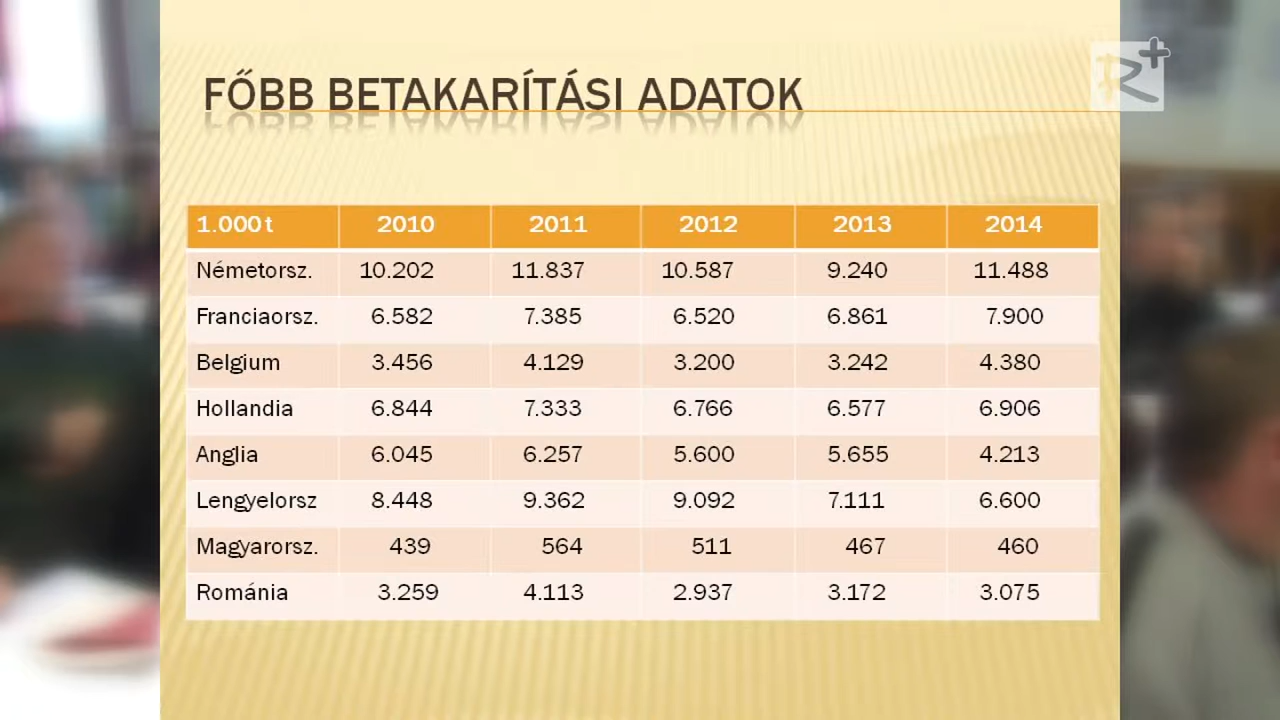 R+
FŐBB BETAKARÍTÁSI ADATOK
1.000 t 2010 2011 2012 2013 2014
Németorsz. 10.202 11.837 10.587 9.240 11.488
Franciaorsz. 6.582 7.385 6.520 6.861 7.900
Belgium 3.456 4.129 3.200 3.242 4.380
Hollandia 6.844 7.333 6.766 6.577 6.906
Anglia 6.045 6.257 5.600 5.655 4.213
Lengyelorsz 8.448 9.362 9.092 7.111 6.600
Magyarorsz. 439 564 511 467 460
Románia 3.259 4.113 2.937 3.172 3.075